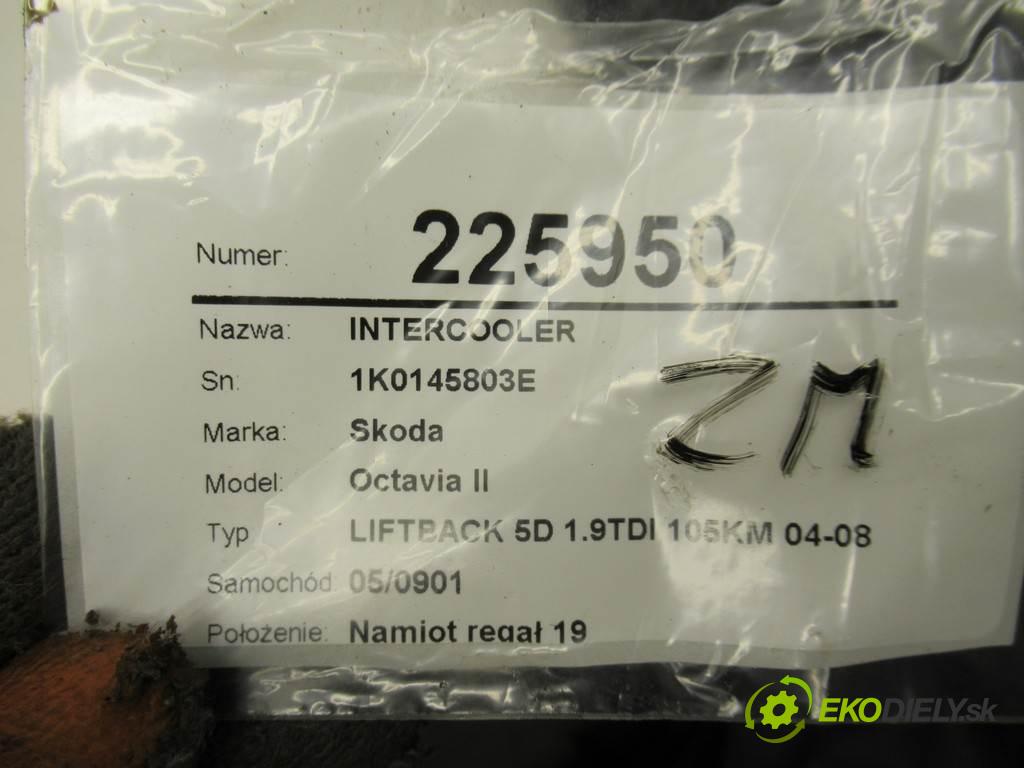 Numer: 225950
Nazwa: INTERCOOLER
Sn: 1K0145803E
Marka: Skoda
Model: Octavia II
Typ LIFTBACK 5D 1.9TDI 105KM 04-08
Samochód: 05/0901
Położenie: Namiot regał 19
ZM
EKODIELY.sk